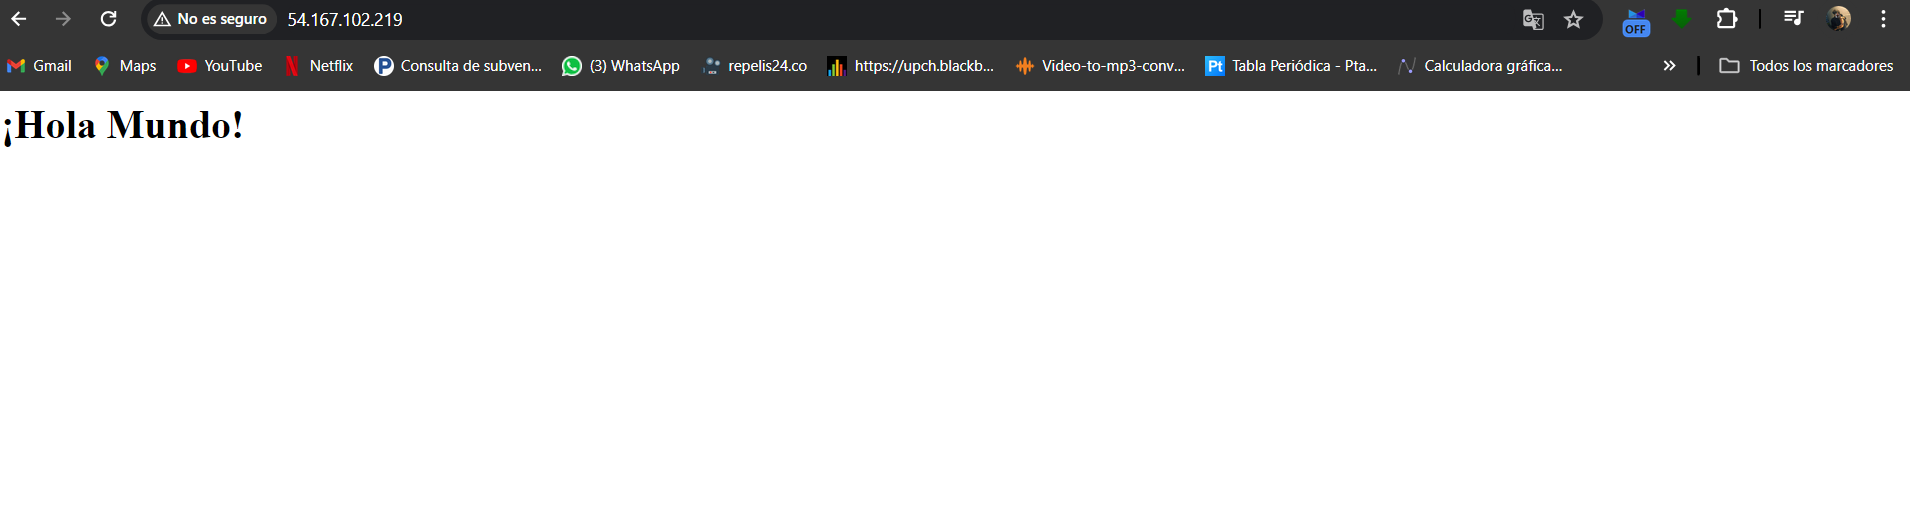 No es seguro 54.167.102.219
OFF
Gmail Maps YouTube Netflix Consulta de subven... (3) WhatsApp repelis24.co https://upch.blackb... Video-to-mp3-conv... Pt Tabla Periódica - Pta... Calculadora gráfica... » Todos los marcadores
¡Hola Mundo!